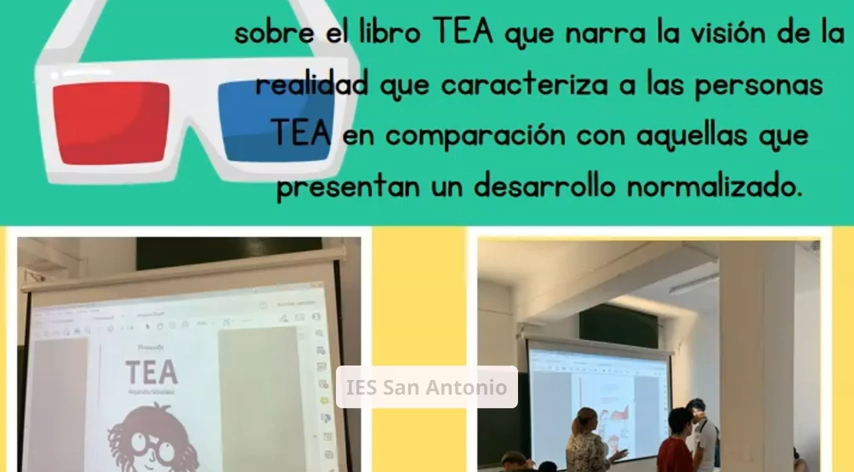 sobre el libro TEA que narra la visión de la
realidad que caracteriza a las personas
TEA en comparación con aquellas que
presentan un desarrollo normalizado.
TEA
IES San Antonio